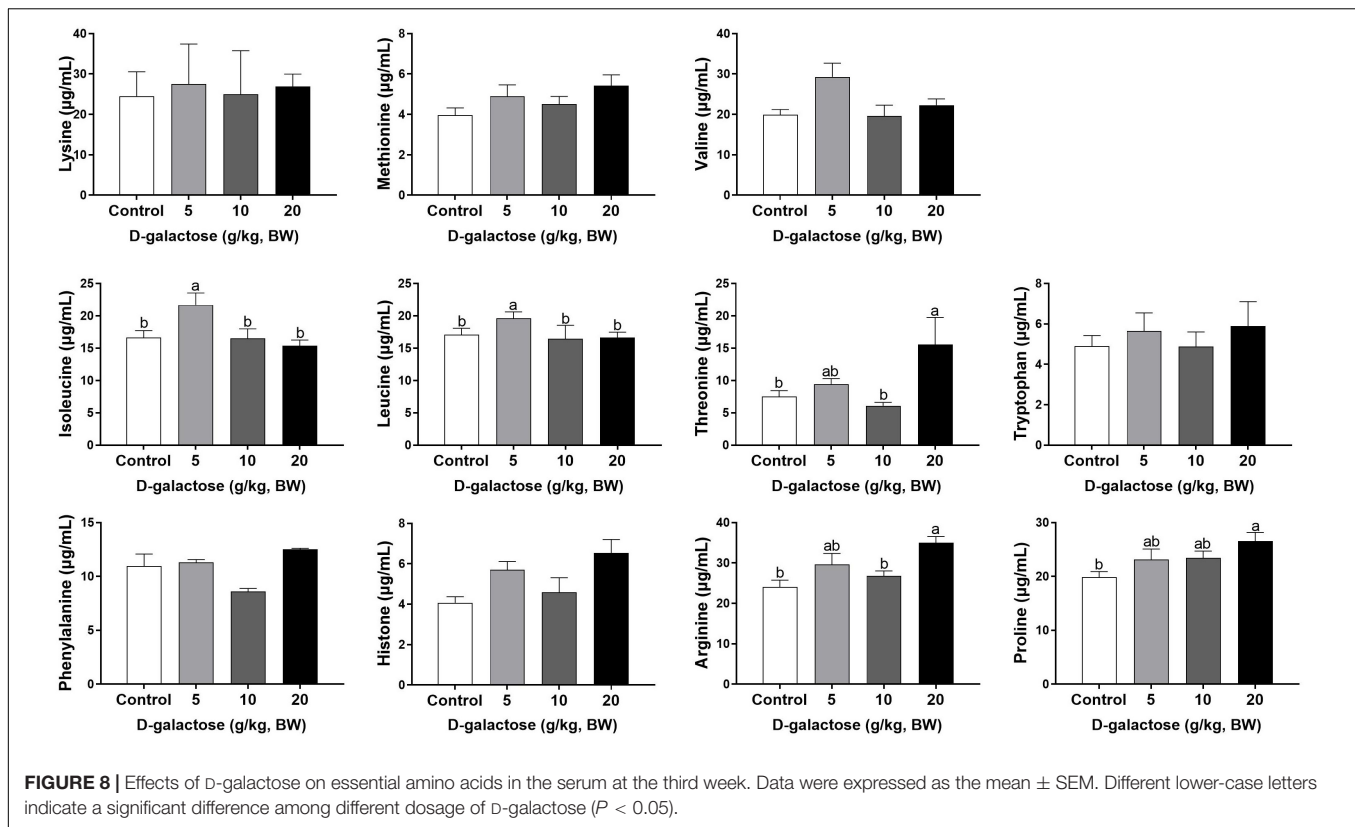 Lysine (µg/mL)
40
30
20
10
0
Control 5 10 20
D-galactose (g/kg, BW)
Methionine (µg/mL)
8
6
4
2
0
Control 5 10 20
D-galactose (g/kg, BW)
Valine (µg/mL)
40
30
20
10
0
Control 5 10 20
D-galactose (g/kg, BW)
Isoleucine (µg/mL)
25
20
15
10
5
0
b a b b
Control 5 10 20
D-galactose (g/kg, BW)
Leucine (µg/mL)
25
20
15
10
5
0
b a b b
Control 5 10 20
D-galactose (g/kg, BW)
Threonine (µg/mL)
25
20
15
10
5
0
b ab b a
Control 5 10 20
D-galactose (g/kg, BW)
Tryptophan (µg/mL)
8
6
4
2
0
Control 5 10 20
D-galactose (g/kg, BW)
Phenylalanine (µg/mL)
15
10
5
0
Control 5 10 20
D-galactose (g/kg, BW)
Histone (µg/mL)
8
6
4
2
0
Control 5 10 20
D-galactose (g/kg, BW)
Arginine (µg/mL)
40
30
20
10
0
b ab b a
Control 5 10 20
D-galactose (g/kg, BW)
Proline (µg/mL)
30
20
10
0
b ab ab a
Control 5 10 20
D-galactose (g/kg, BW)
FIGURE 8 | Effects of D-galactose on essential amino acids in the serum at the third week. Data were expressed as the mean ± SEM. Different lower-case letters
indicate a significant difference among different dosage of D-galactose (P < 0.05).